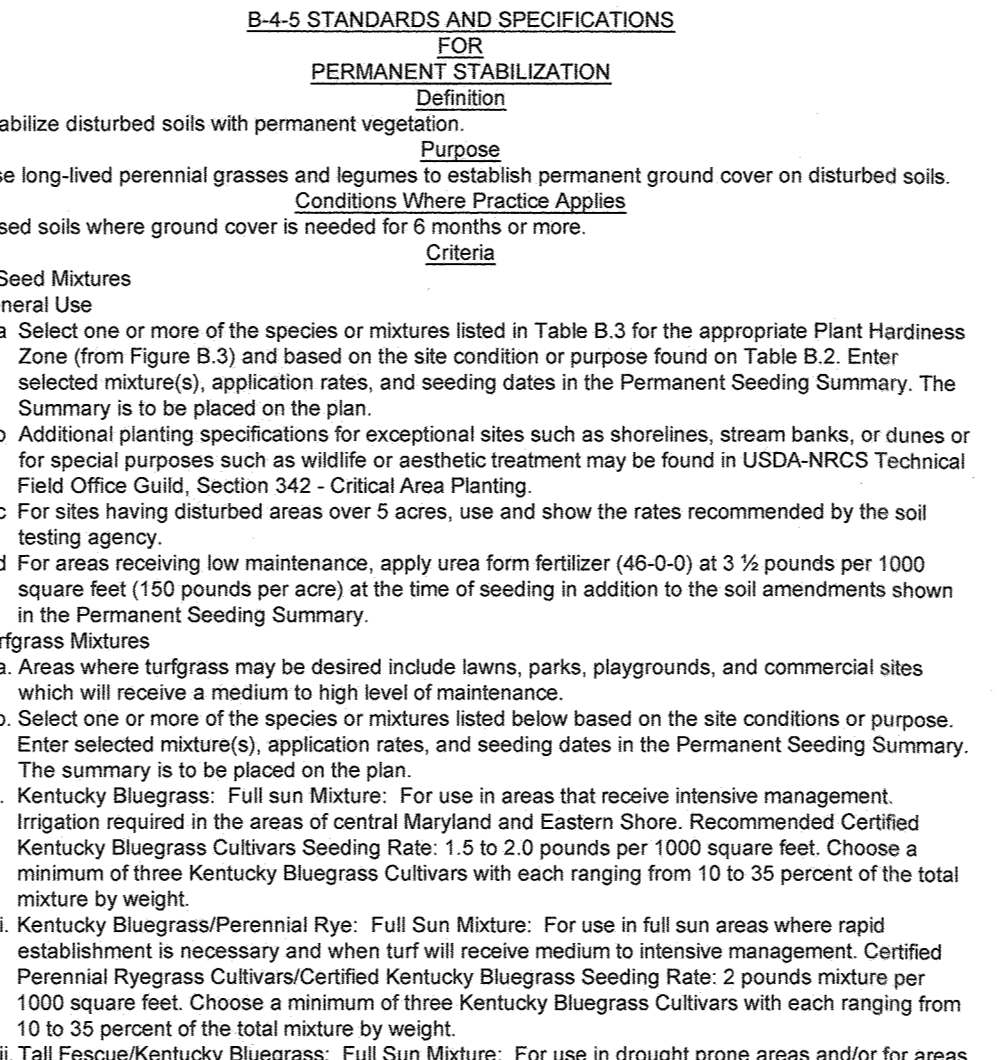 B-4-5 STANDARDS AND SPECIFICATIONS
FOR
PERMANENT STABILIZATION
Definition
abilize disturbed soils with permanent vegetation.
Purpose
se long-lived perennial grasses and legumes to establish permanent ground cover on disturbed soils.
Conditions Where Practice Applies
sed soils where ground cover is needed for 6 months or more.
Criteria
Seed Mixtures
neral Use
a Select one or more of the species or mixtures listed in Table B.3 for the appropriate Plant Hardiness
Zone (from Figure B.3) and based on the site condition or purpose found on Table B.2. Enter
selected mixture(s), application rates, and seeding dates in the Permanent Seeding Summary. The
Summary is to be placed on the plan.
b Additional planting specifications for exceptional sites such as shorelines, stream banks, or dunes or
for special purposes such as wildlife or aesthetic treatment may be found in USDA-NRCS Technical
Field Office Guild, Section 342 - Critical Area Planting.
c For sites having disturbed areas over 5 acres, use and show the rates recommended by the soil
testing agency.
d For areas receiving low maintenance, apply urea form fertilizer (46-0-0) at 3 ½ pounds per 1000
square feet (150 pounds per acre) at the time of seeding in addition to the soil amendments shown
in the Permanent Seeding Summary.
rfgrass Mixtures
a. Areas where turfgrass may be desired include lawns, parks, playgrounds, and commercial sites
which will receive a medium to high level of maintenance.
b. Select one or more of the species or mixtures listed below based on the site conditions or purpose.
Enter selected mixture(s), application rates, and seeding dates in the Permanent Seeding Summary.
The summary is to be placed on the plan.
. Kentucky Bluegrass: Full sun Mixture: For use in areas that receive intensive management.
Irrigation required in the areas of central Maryland and Eastern Shore. Recommended Certified
Kentucky Bluegrass Cultivars Seeding Rate: 1.5 to 2.0 pounds per 1000 square feet. Choose a
minimum of three Kentucky Bluegrass Cultivars with each ranging from 10 to 35 percent of the total
mixture by weight.
i. Kentucky Bluegrass/Perennial Rye: Full Sun Mixture: For use in full sun areas where rapid
establishment is necessary and when turf will receive medium to intensive management. Certified
Perennial Ryegrass Cultivars/Certified Kentucky Bluegrass Seeding Rate: 2 pounds mixture per
1000 square feet. Choose a minimum of three Kentucky Bluegrass Cultivars with each ranging from
10 to 35 percent of the total mixture by weight.
ii. Tall Fescue/Kentucky Bluegrass: Full Sun Mixture: For use in drought prone areas and/or for areas